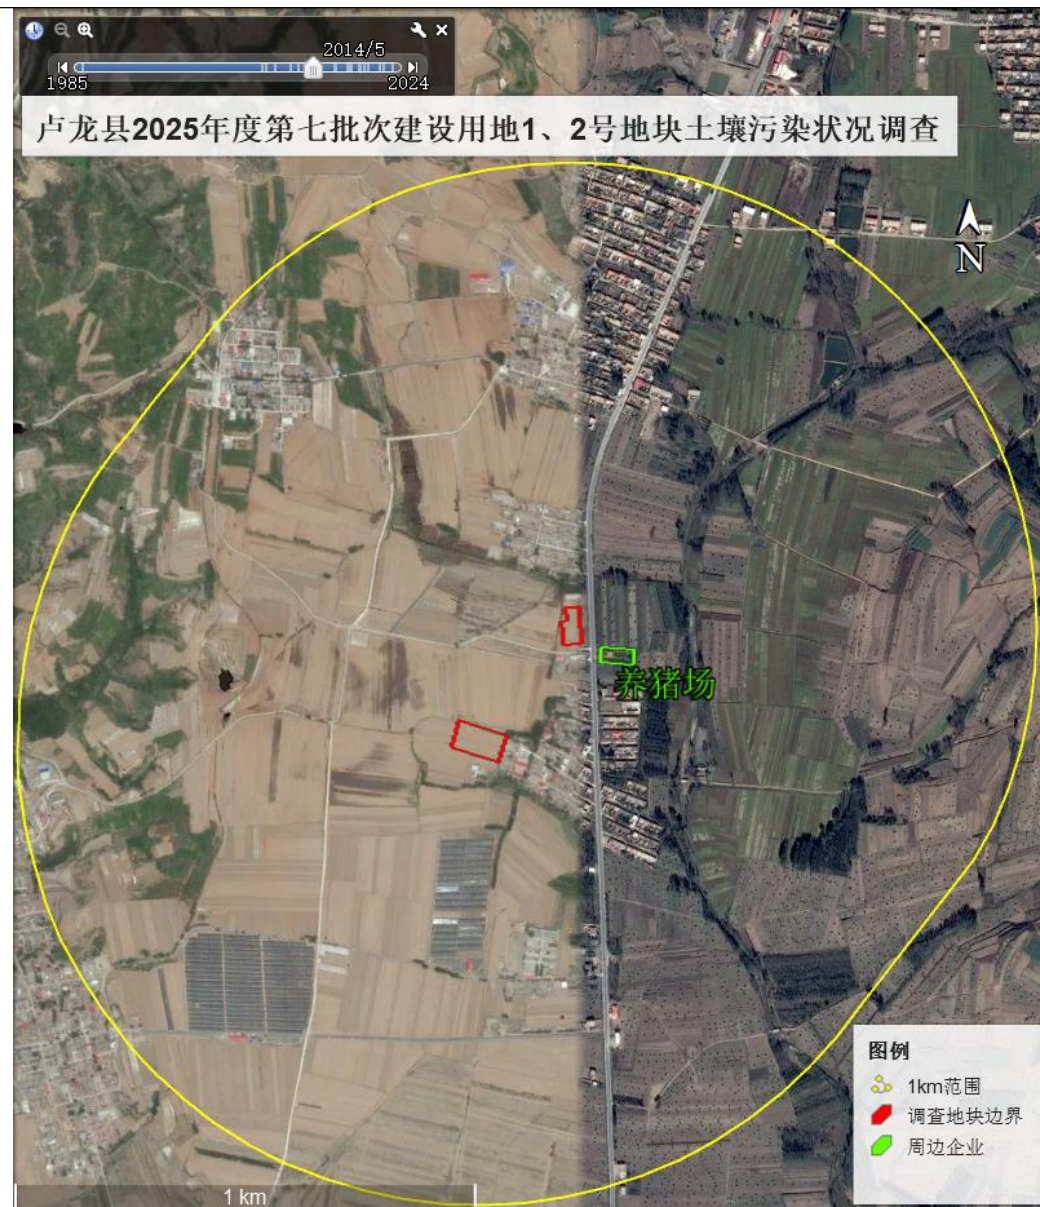 2014/5
1985
2024
卢龙县2025年度第七批次建设用地1、2号地块土壤污染状况调查
N
养猪场
图例
1km范围
调查地块边界
周边企业
1 km